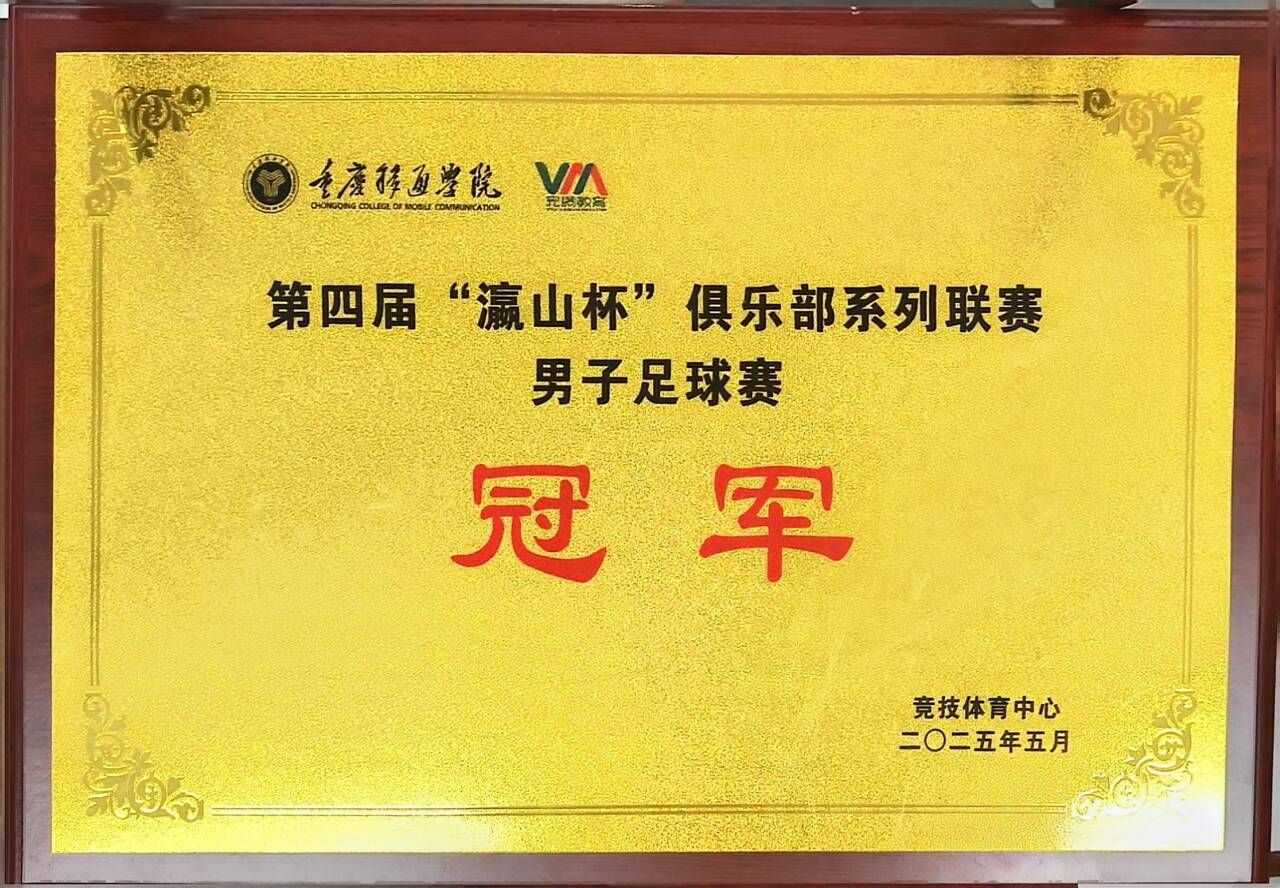 重庆移通学院
CHONGQING COLLEGE OF MOBILE COMMUNICATION
VM
第四届“瀛山杯”俱乐部系列联赛
男子足球赛
冠军
竞技体育中心
二〇二五年五月